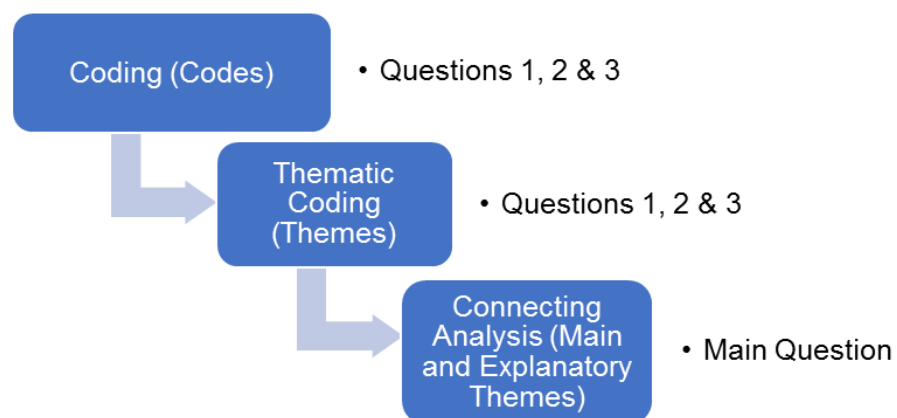 Coding (Codes)
• Questions 1, 2 & 3
Thematic
Coding
(Themes)
• Questions 1, 2 & 3
Connecting
Analysis (Main
and Explanatory
Themes)
• Main Question